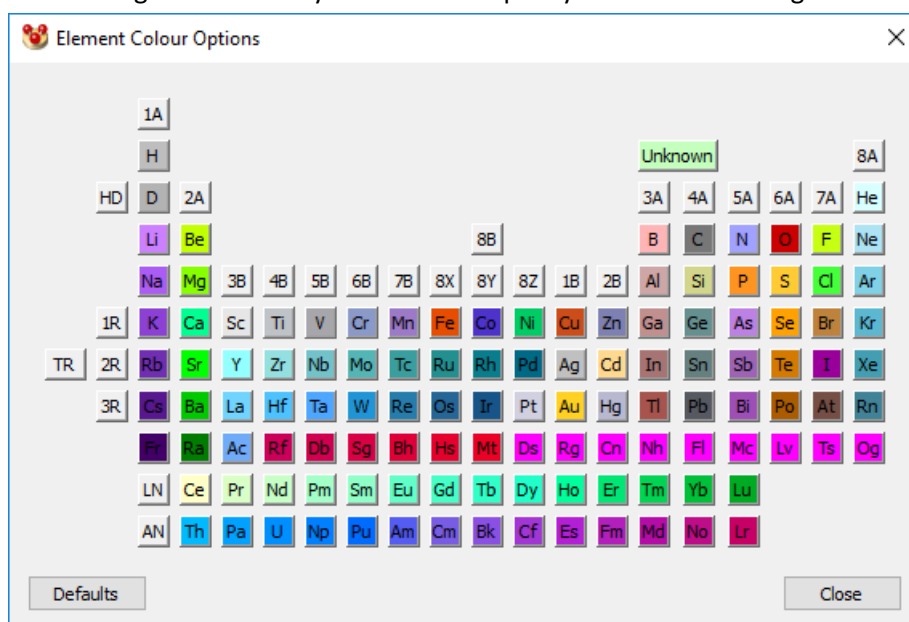 Element Colour Options
1A
H Unknown 8A
HD D 2A 3A 4A 5A 6A 7A He
Li Be 8B B C N O F Ne
Na Mg 3B 4B 5B 6B 7B 8X 8Y 8Z 1B 2B Al Si P S Cl Ar
1R K Ca Sc Ti V Cr Mn Fe Co Ni Cu Zn Ga Ge As Se Br Kr
TR 2R Rb Sr Y Zr Nb Mo Tc Ru Rh Pd Ag Cd In Sn Sb Te I Xe
3R Cs Ba La Hf Ta W Re Os Ir Pt Au Hg Tl Pb Bi Po At Rn
Fr Ra Ac Rf Db Sg Bh Hs Mt Ds Rg Cn Nh Fl Mc Lv Ts Og
LN Ce Pr Nd Pm Sm Eu Gd Tb Dy Ho Er Tm Yb Lu
AN Th Pa U Np Pu Am Cm Bk Cf Es Fm Md No Lr
Defaults Close